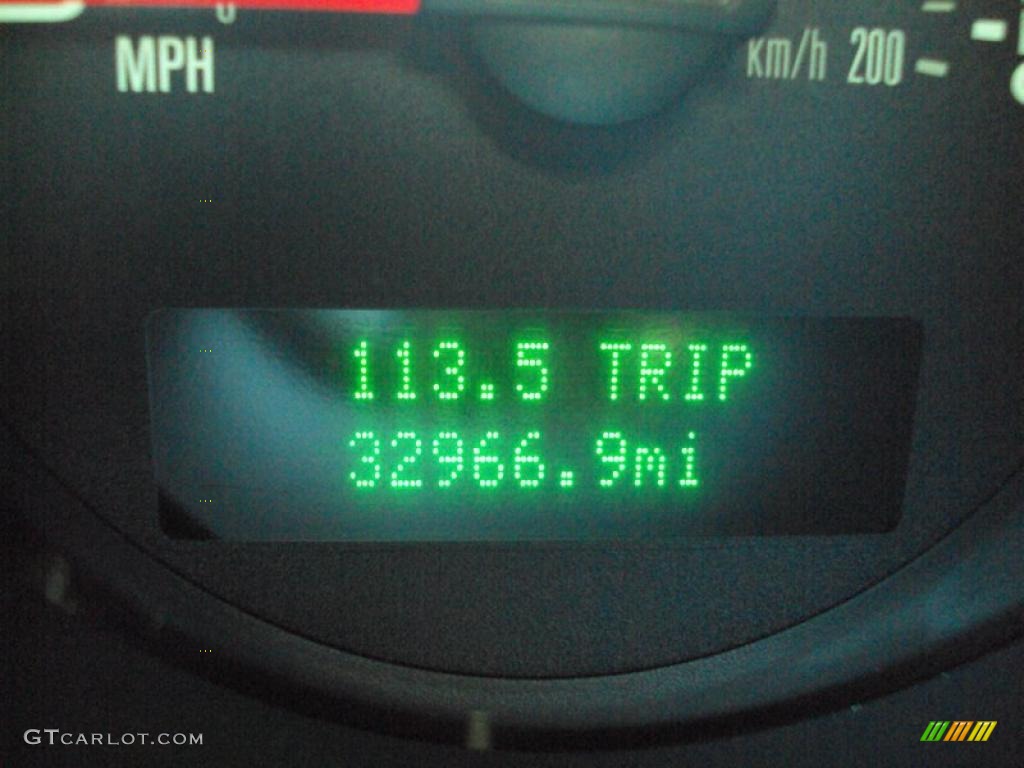 MPH
km/h 200
113.5 TRIP
32966.9mi
GTCARLOT.COM